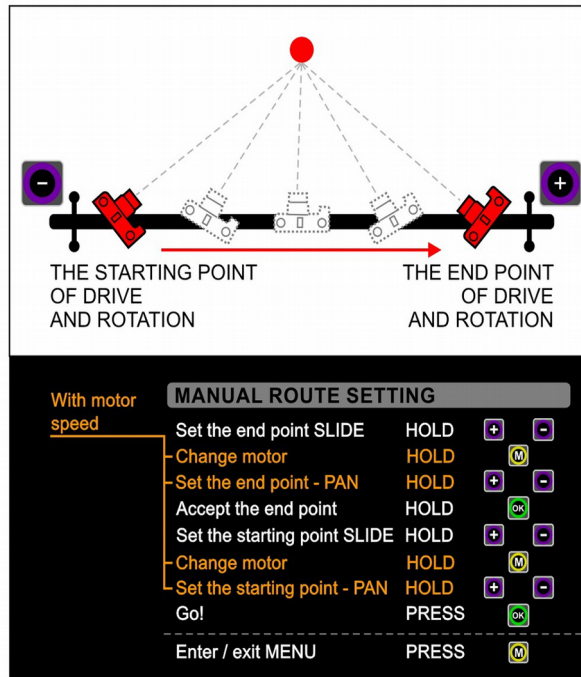 -
+
THE STARTING POINT
OF DRIVE
AND ROTATION
THE END POINT
OF DRIVE
AND ROTATION
With motor
speed
MANUAL ROUTE SETTING
Set the end point SLIDE HOLD + -
Change motor HOLD M
Set the end point - PAN HOLD + -
Accept the end point HOLD OK
Set the starting point SLIDE HOLD + -
Change motor HOLD M
Set the starting point - PAN HOLD + -
Go! PRESS OK
Enter / exit MENU PRESS M